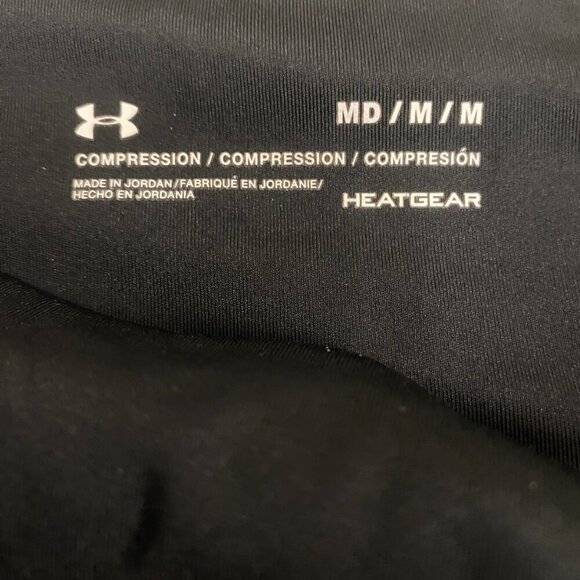 MD / M / M
COMPRESSION / COMPRESSION / COMPRESIÓN
MADE IN JORDAN / FABRIQUÉ EN JORDANIE /
HECHO EN JORDANIA
HEATGEAR